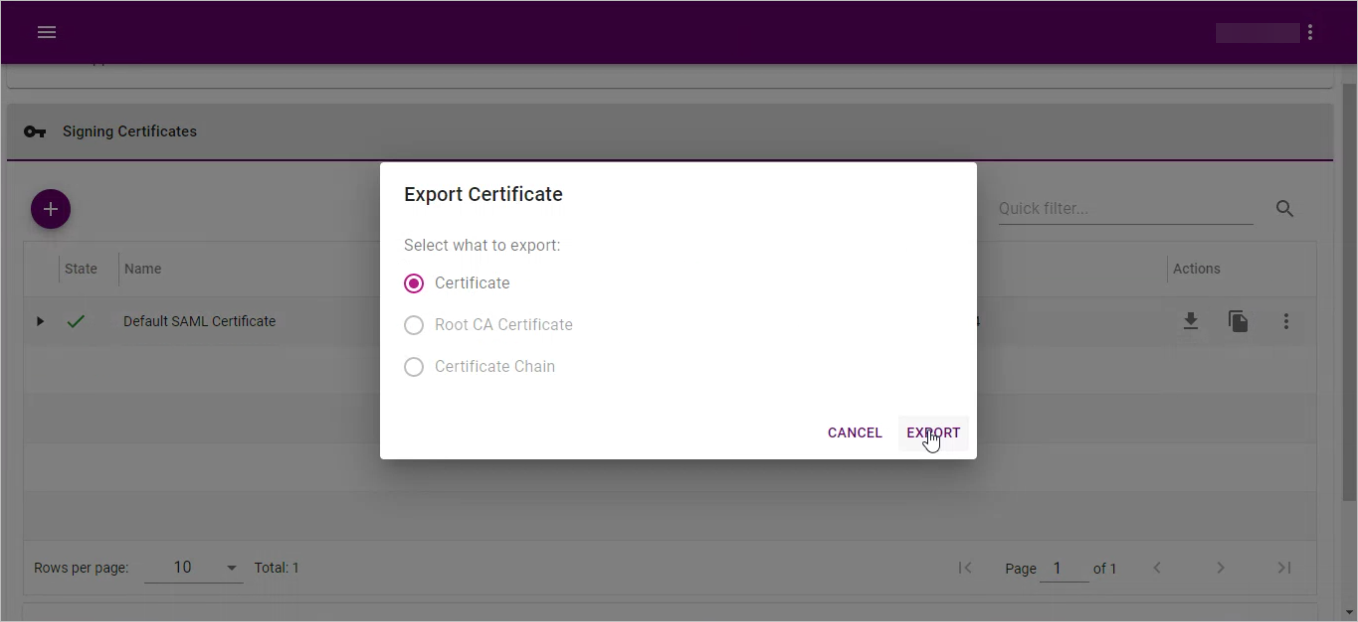 Signing Certificates
Export Certificate
Select what to export:
Certificate
Root CA Certificate
Certificate Chain
CANCEL
EXPORT
Quick filter...
State
Name
Actions
Default SAML Certificate
Rows per page:
10
Total: 1
Page
1
of 1